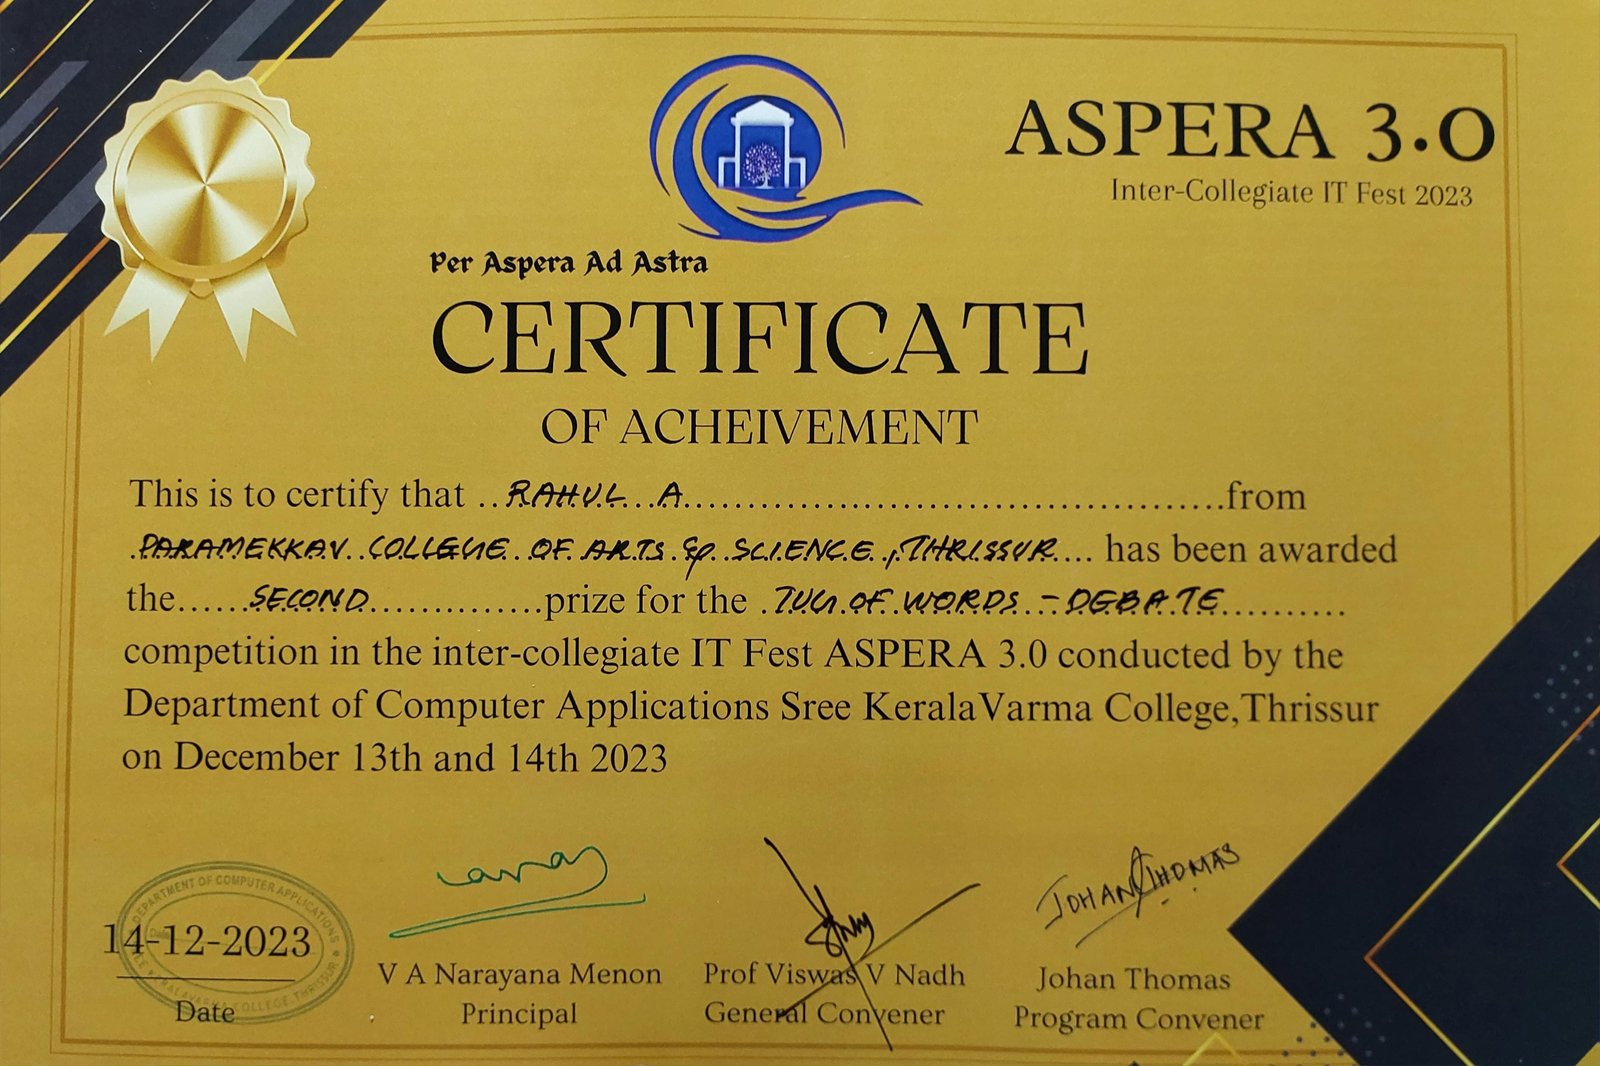 ASPERA 3.0
Inter-Collegiate IT Fest 2023
Per Aspera Ad Astra
CERTIFICATE
OF ACHEIVEMENT
This is to certify that RAHUL A from
PARAMEKKAV COLLEGE OF ARTS & SCIENCE, THRISSUR has been awarded
the SECOND prize for the TUG OF WORDS - DEBATE
competition in the inter-collegiate IT Fest ASPERA 3.0 conducted by the
Department of Computer Applications Sree KeralaVarma College,Thrissur
on December 13th and 14th 2023
DEPARTMENT OF COMPUTER APPLICATIONS
COLLEGE THRISSUR
14-12-2023
Date
V A Narayana Menon
Principal
Prof Viswas V Nadh
General Convener
JOHAN THOMAS
Johan Thomas
Program Convener